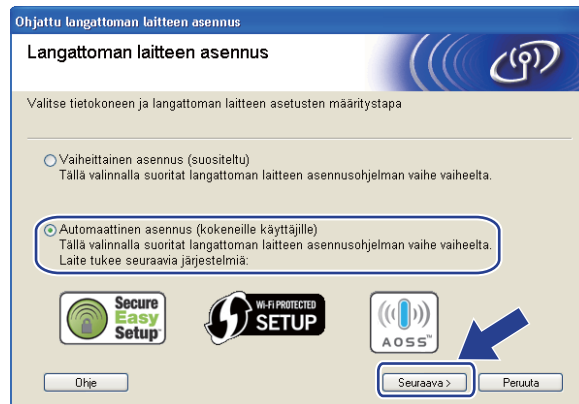 Ohjattu langattoman laitteen asennus
Langattoman laitteen asennus
Valitse tietokoneen ja langattoman laitteen asetusten määritystapa
Vaiheittainen asennus (suositeltu)
Tällä valinnalla suoritat langattoman laitteen asennusohjelman vaihe vaiheelta.
Automaattinen asennus (kokeneille käyttäjille)
Tällä valinnalla suoritat langattoman laitteen asennusohjelman vaihe vaiheelta.
Laite tukee seuraavia järjestelmiä:
Secure
Easy
Setup
Wi-Fi PROTECTED
SETUP
AOSS™
Ohje
Seuraava >
Peruuta